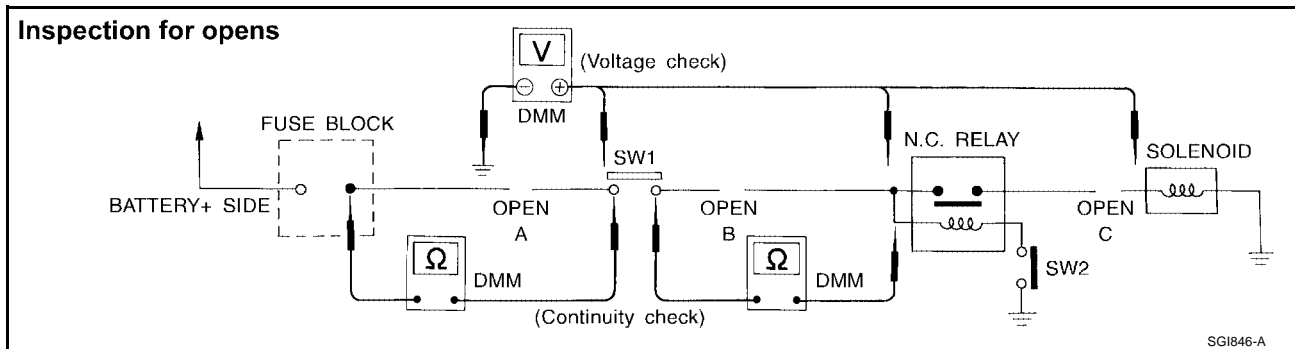 Inspection for opens
V
(Voltage check)
DMM
FUSE BLOCK
N.C. RELAY
SW1
SOLENOID
BATTERY+ SIDE
OPEN
A
OPEN
B
OPEN
C
Ω
DMM
Ω
DMM
SW2
(Continuity check)
SGI846-A